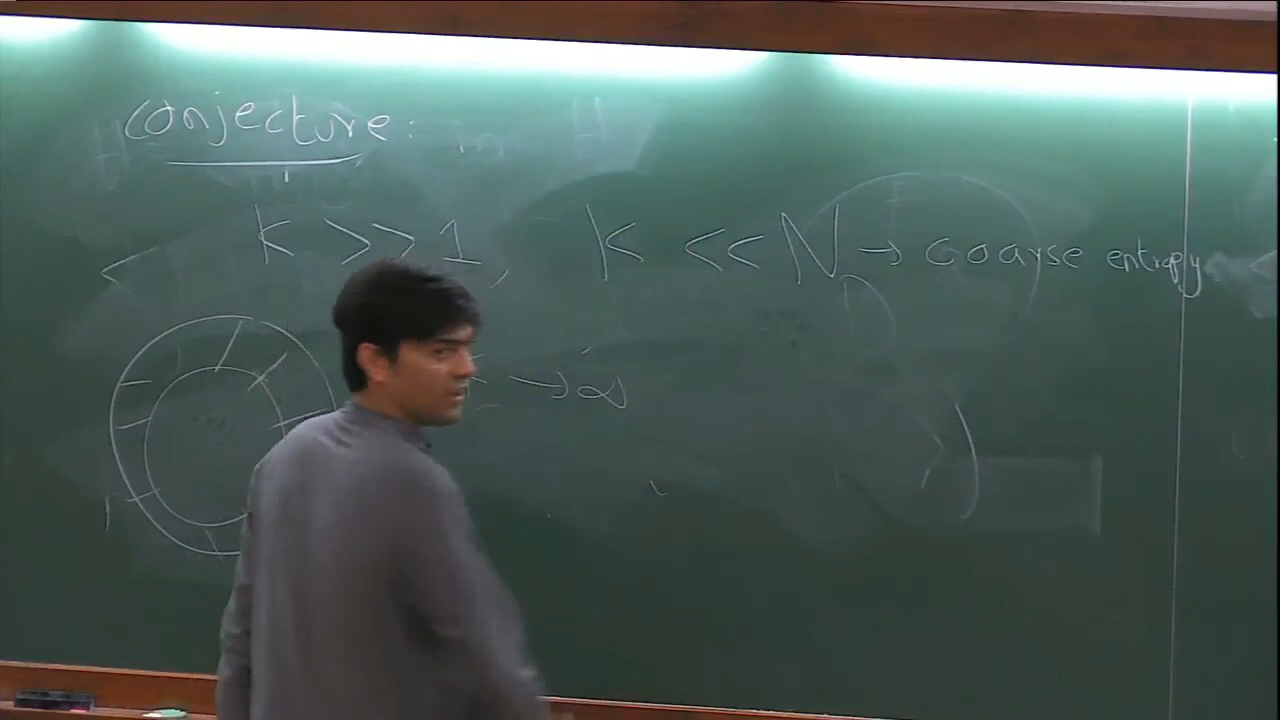 conjecture:
K >> 1, K << N → coarse entropy
→ ∞